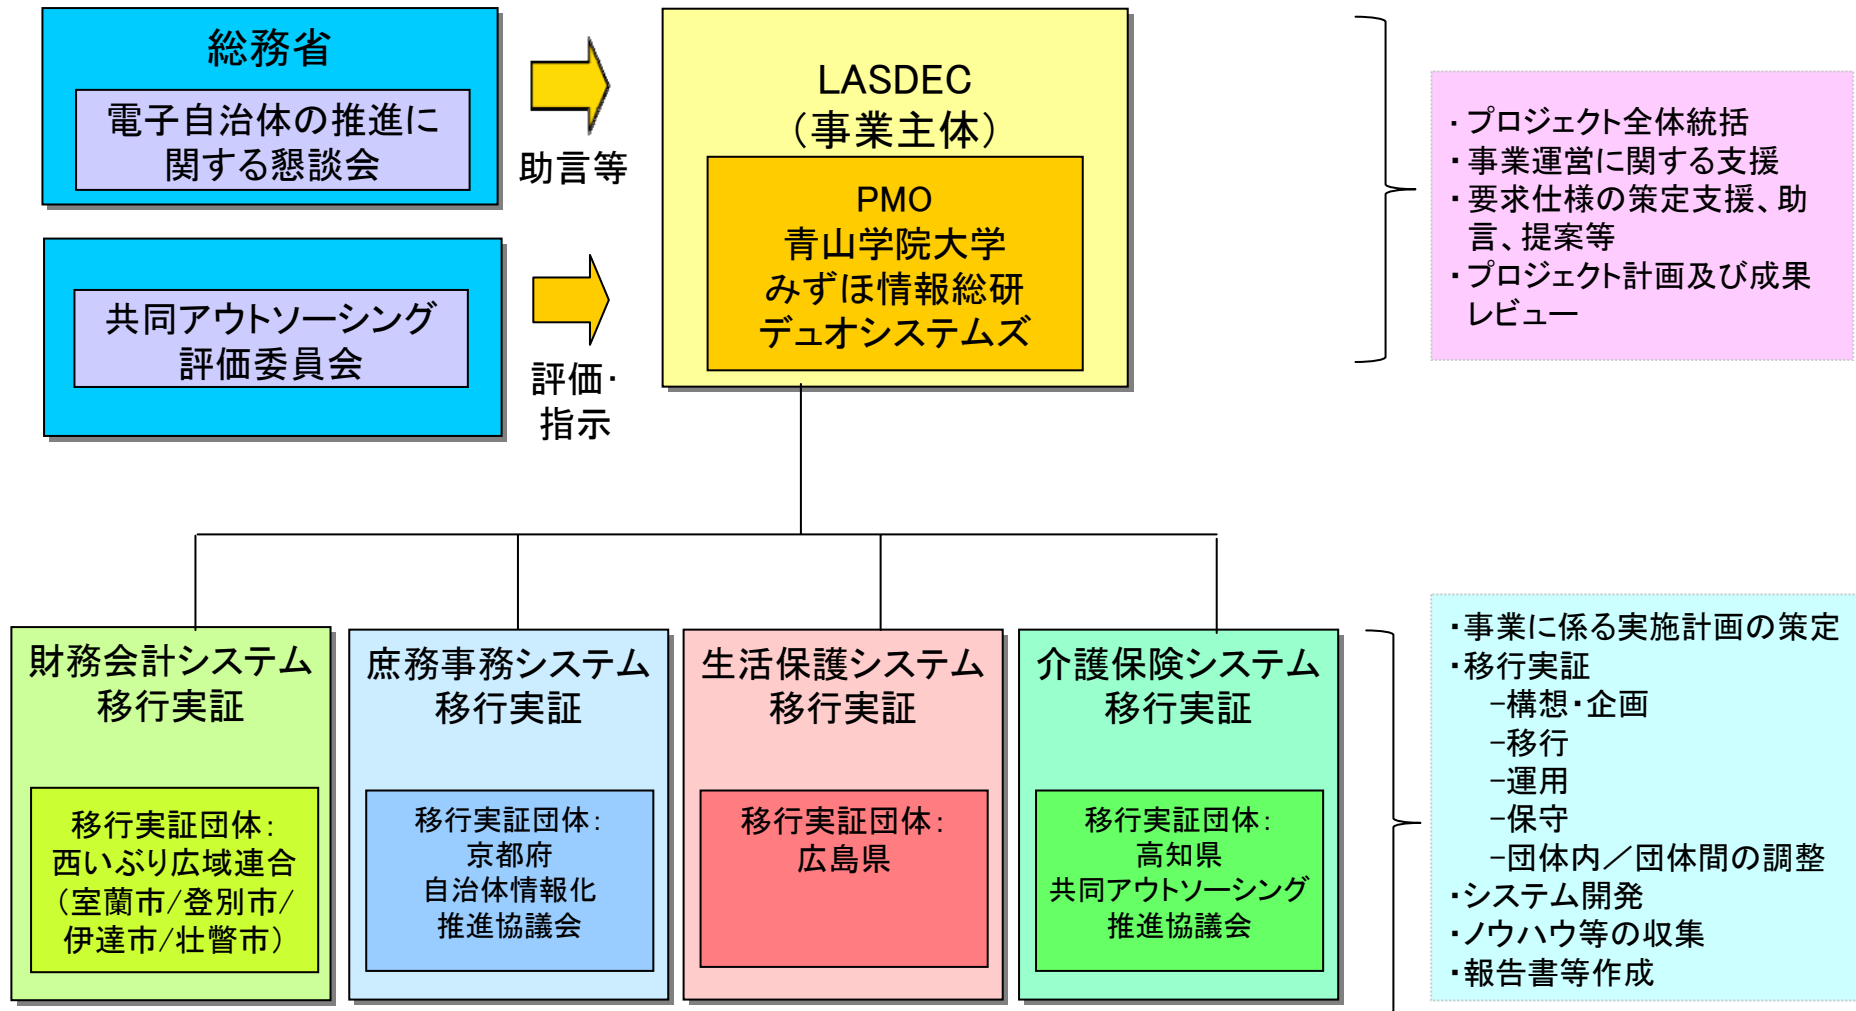 総務省
電子自治体の推進に
関する懇談会
助言等
共同アウトソーシング
評価委員会
評価・
指示
LASDEC
（事業主体）
PMO
青山学院大学
みずほ情報総研
デュオシステムズ
・プロジェクト全体統括
・事業運営に関する支援
・要求仕様の策定支援、助
言、提案等
・プロジェクト計画及び成果
レビュー
財務会計システム
移行実証
移行実証団体：
西いぶり広域連合
（室蘭市/登別市/
伊達市/壮瞥市）
庶務事務システム
移行実証
移行実証団体：
京都府
自治体情報化
推進協議会
生活保護システム
移行実証
移行実証団体：
広島県
介護保険システム
移行実証
移行実証団体：
高知県
共同アウトソーシング
推進協議会
・事業に係る実施計画の策定
・移行実証
−構想・企画
−移行
−運用
−保守
−団体内／団体間の調整
・システム開発
・ノウハウ等の収集
・報告書等作成